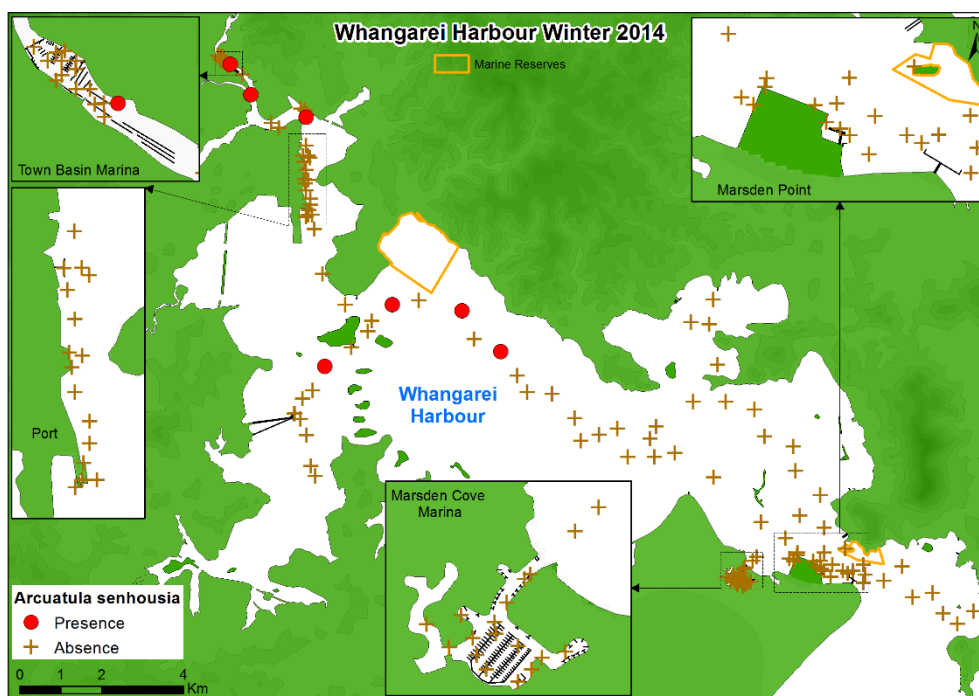 Whangarei Harbour Winter 2014
Marine Reserves
N
Town Basin Marina
Marsden Point
Port
Whangarei
Harbour
Marsden Cove
Marina
Arcuatula senhousia
Presence
Absence
0 2 4
Km